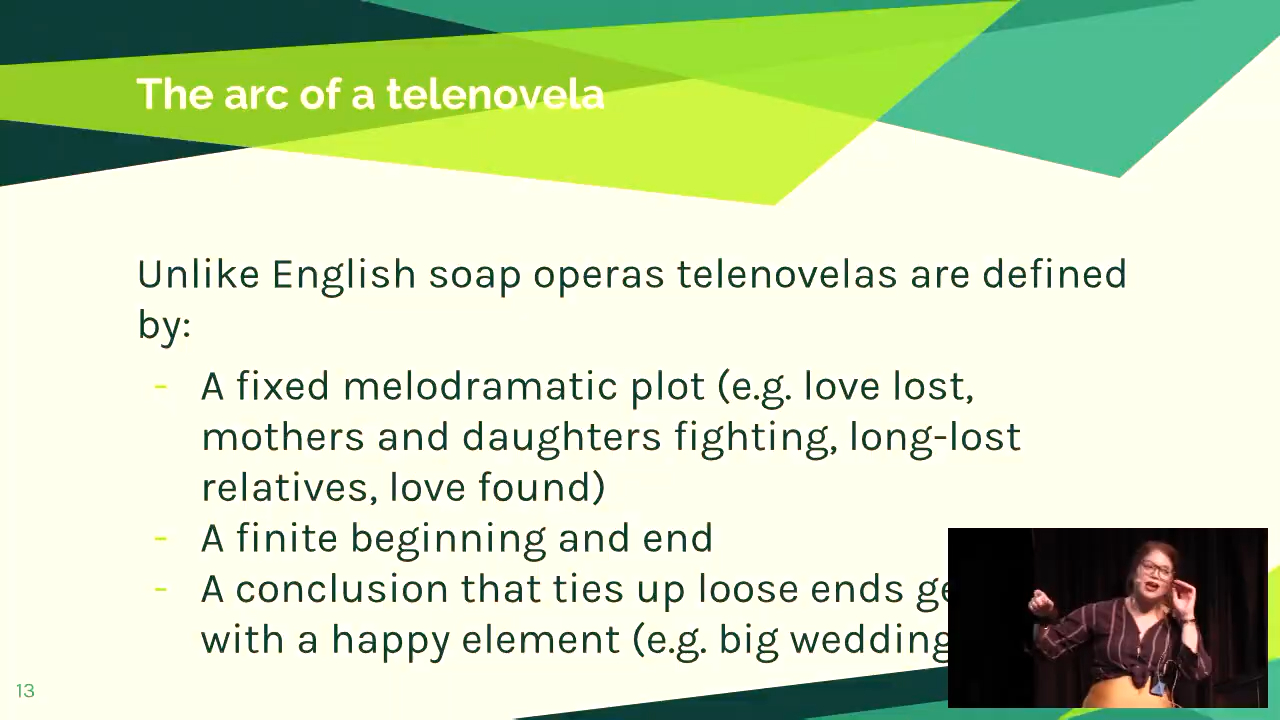 The arc of a telenovela
Unlike English soap operas telenovelas are defined
by:
- A fixed melodramatic plot (e.g. love lost,
mothers and daughters fighting, long-lost
relatives, love found)
- A finite beginning and end
- A conclusion that ties up loose ends
with a happy element (e.g. big wedding
13